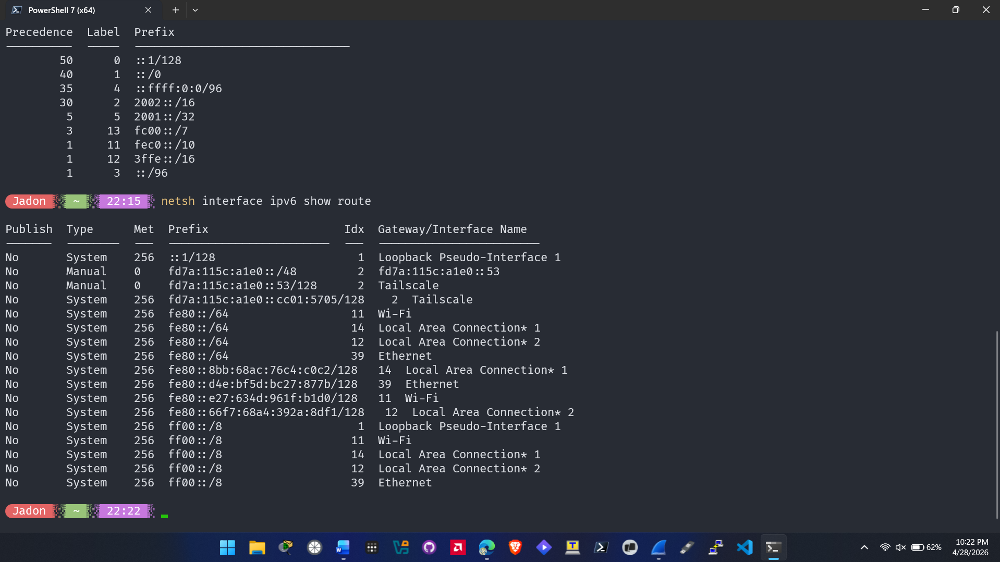 PowerShell 7 (x64)
Precedence Label Prefix
---------- ----- --------------------------------
50 0 ::1/128
40 1 ::/0
35 4 ::ffff:0:0/96
30 2 2002::/16
5 5 2001::/32
3 13 fc00::/7
1 11 fec0::/10
1 12 3ffe::/16
1 3 ::/96
Jadon ~ 22:15 netsh interface ipv6 show route
Publish Type Met Prefix Idx Gateway/Interface Name
------- -------- --- ------------------------ --- ------------------------
No System 256 ::1/128 1 Loopback Pseudo-Interface 1
No Manual 0 fd7a:115c:a1e0::/48 2 fd7a:115c:a1e0::53
No Manual 0 fd7a:115c:a1e0::53/128 2 Tailscale
No System 256 fd7a:115c:a1e0::cc01:5705/128 2 Tailscale
No System 256 fe80::/64 11 Wi-Fi
No System 256 fe80::/64 14 Local Area Connection* 1
No System 256 fe80::/64 12 Local Area Connection* 2
No System 256 fe80::/64 39 Ethernet
No System 256 fe80::8bb:68ac:76c4:c0c2/128 14 Local Area Connection* 1
No System 256 fe80::d4e:bf5d:bc27:877b/128 39 Ethernet
No System 256 fe80::e27:634d:961f:b1d0/128 11 Wi-Fi
No System 256 fe80::66f7:68a4:392a:8df1/128 12 Local Area Connection* 2
No System 256 ff00::/8 1 Loopback Pseudo-Interface 1
No System 256 ff00::/8 11 Wi-Fi
No System 256 ff00::/8 14 Local Area Connection* 1
No System 256 ff00::/8 12 Local Area Connection* 2
No System 256 ff00::/8 39 Ethernet
Jadon ~ 22:22
62%
10:22 PM
4/28/2026